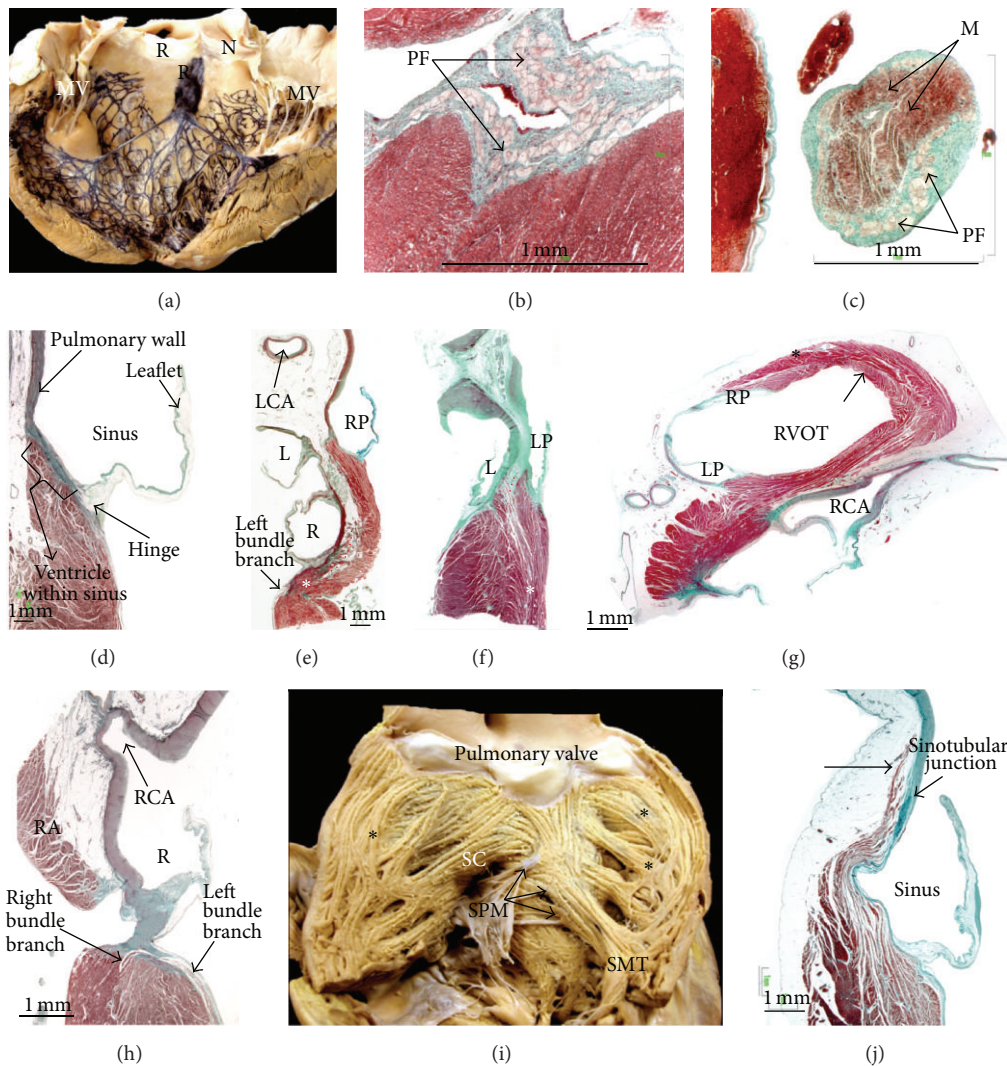 R
N
R
MV
MV
(a)
PF
1 mm
(b)
M
PF
1 mm
(c)
Pulmonary wall
Leaflet
Sinus
Hinge
Ventricle
within sinus
1 mm
(d)
LCA
RP
L
R
Left
bundle
branch
*
1 mm
(e)
LP
L
*
(f)
*
RP
RVOT
LP
RCA
1 mm
(g)
RCA
RA
R
Right
bundle
branch
Left
bundle
branch
1 mm
(h)
Pulmonary valve
*
*
SC
*
SPM
SMT
(i)
Sinotubular
junction
Sinus
1 mm
(j)